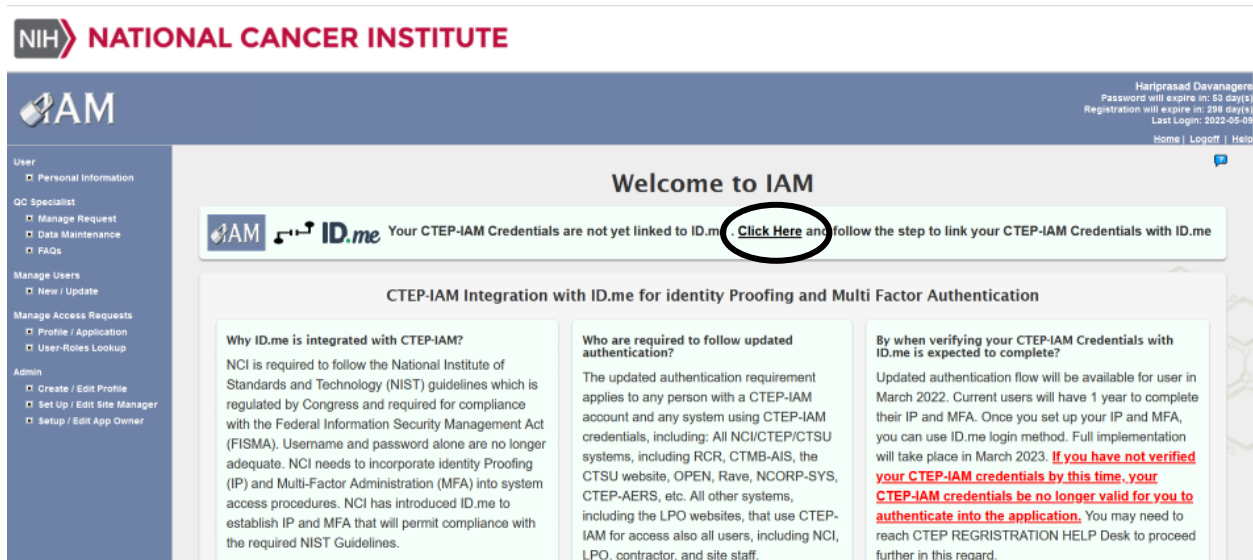 NIH NATIONAL CANCER INSTITUTE
IAM
Hariprasad Davanagere
Password will expire in: 53 day(s)
Registration will expire in: 298 day(s)
Last Login: 2022-05-09
Home | Logoff | Help
User
Personal Information
QC Specialist
Manage Request
Data Maintenance
FAQs
Manage Users
New / Update
Manage Access Requests
Profile / Application
User-Roles Lookup
Admin
Create / Edit Profile
Set Up / Edit Site Manager
Setup / Edit App Owner
?
Welcome to IAM
IAM ID.me Your CTEP-IAM Credentials are not yet linked to ID.m . Click Here and follow the step to link your CTEP-IAM Credentials with ID.me
CTEP-IAM Integration with ID.me for identity Proofing and Multi Factor Authentication
Why ID.me is integrated with CTEP-IAM?
NCI is required to follow the National Institute of
Standards and Technology (NIST) guidelines which is
regulated by Congress and required for compliance
with the Federal Information Security Management Act
(FISMA). Username and password alone are no longer
adequate. NCI needs to incorporate identity Proofing
(IP) and Multi-Factor Administration (MFA) into system
access procedures. NCI has introduced ID.me to
establish IP and MFA that will permit compliance with
the required NIST Guidelines.
Who are required to follow updated
authentication?
The updated authentication requirement
applies to any person with a CTEP-IAM
account and any system using CTEP-IAM
credentials, including: All NCI/CTEP/CTSU
systems, including RCR, CTMB-AIS, the
CTSU website, OPEN, Rave, NCORP-SYS,
CTEP-AERS, etc. All other systems,
including the LPO websites, that use CTEP-
IAM for access also all users, including NCI,
LPO, contractor, and site staff.
By when verifying your CTEP-IAM Credentials with
ID.me is expected to complete?
Updated authentication flow will be available for user in
March 2022. Current users will have 1 year to complete
their IP and MFA. Once you set up your IP and MFA,
you can use ID.me login method. Full implementation
will take place in March 2023. If you have not verified
your CTEP-IAM credentials by this time, your
CTEP-IAM credentials be no longer valid for you to
authenticate into the application. You may need to
reach CTEP REGRISTRATION HELP Desk to proceed
further in this regard.